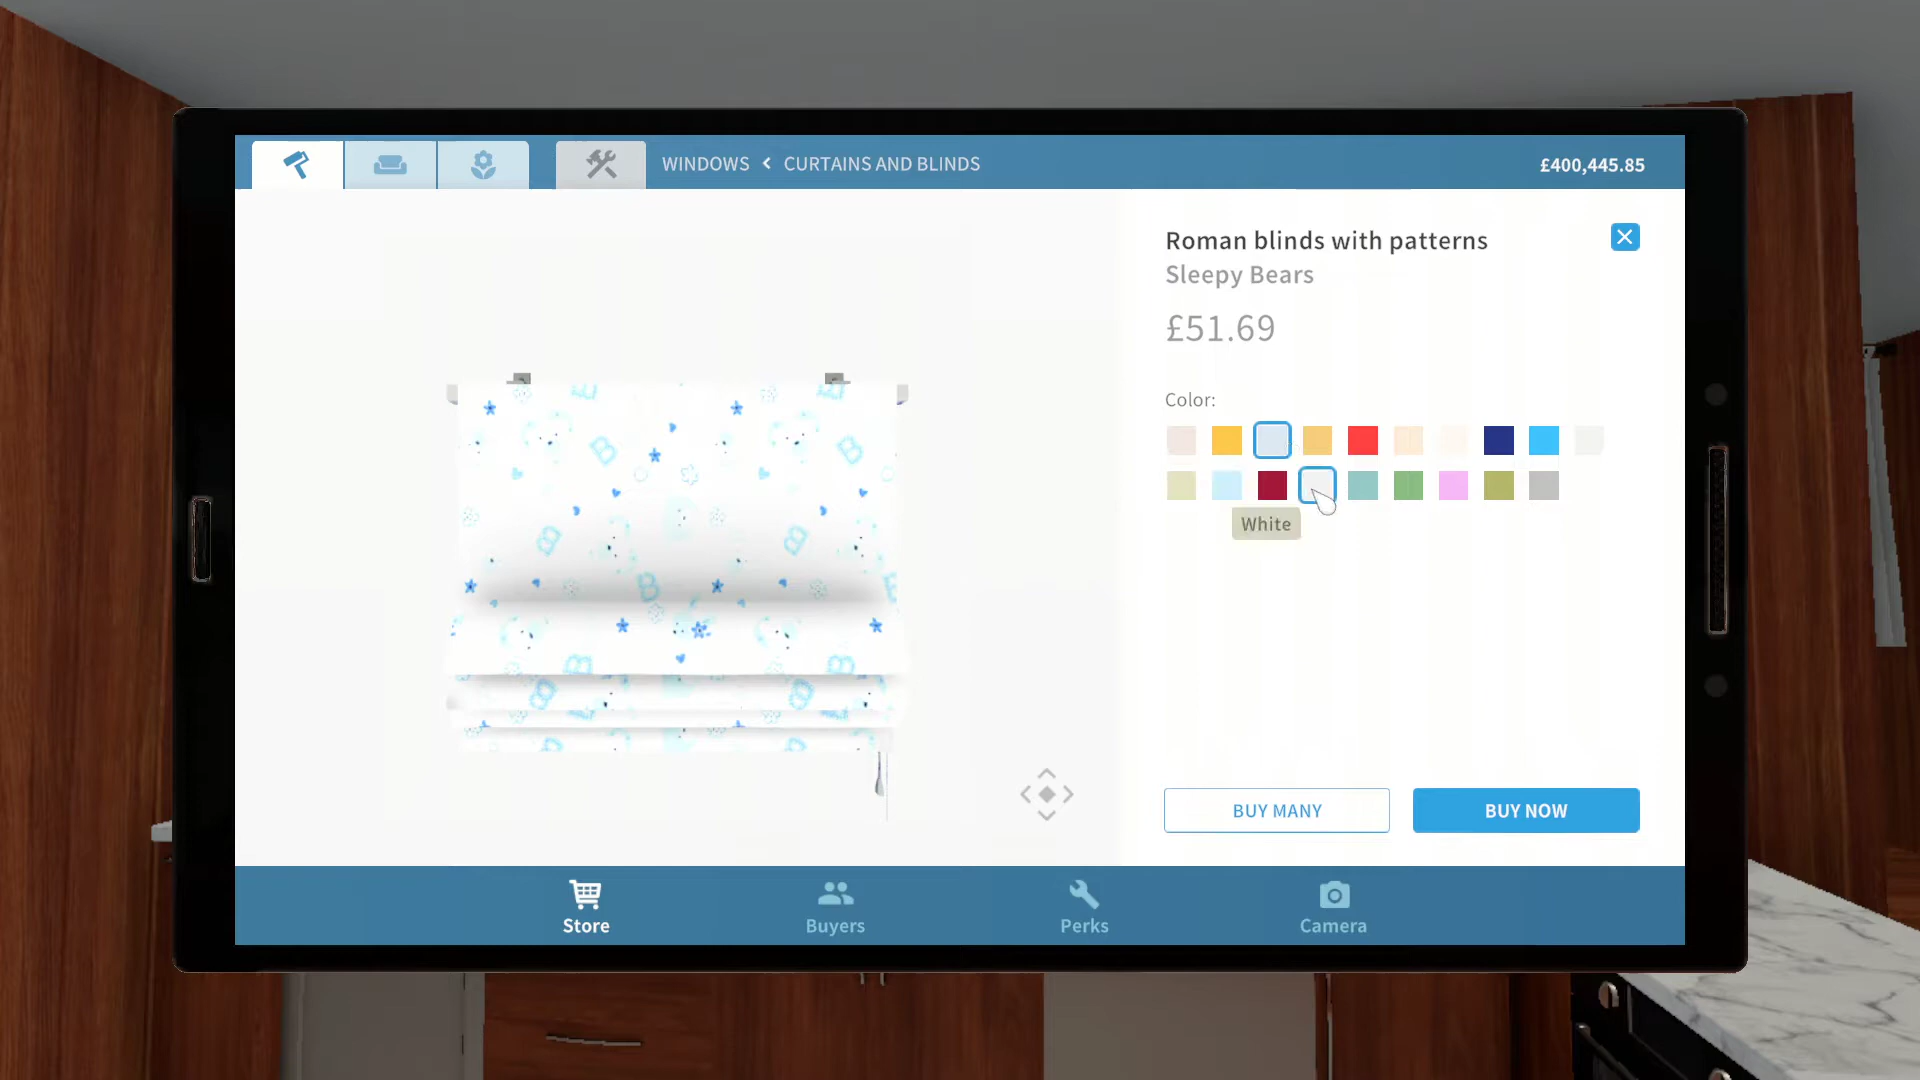 WINDOWS < CURTAINS AND BLINDS
£400,445.85
Roman blinds with patterns
Sleepy Bears
£51.69
Color:
White
BUY MANY
BUY NOW
Store
Buyers
Perks
Camera